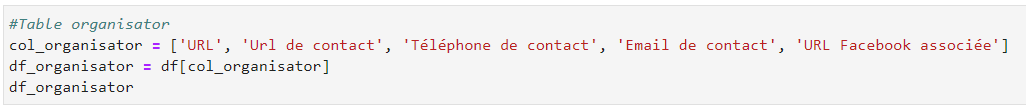 #Table organisator
col_organisator = ['URL', 'Url de contact', 'Téléphone de contact', 'Email de contact', 'URL Facebook associée']
df_organisator = df[col_organisator]
df_organisator